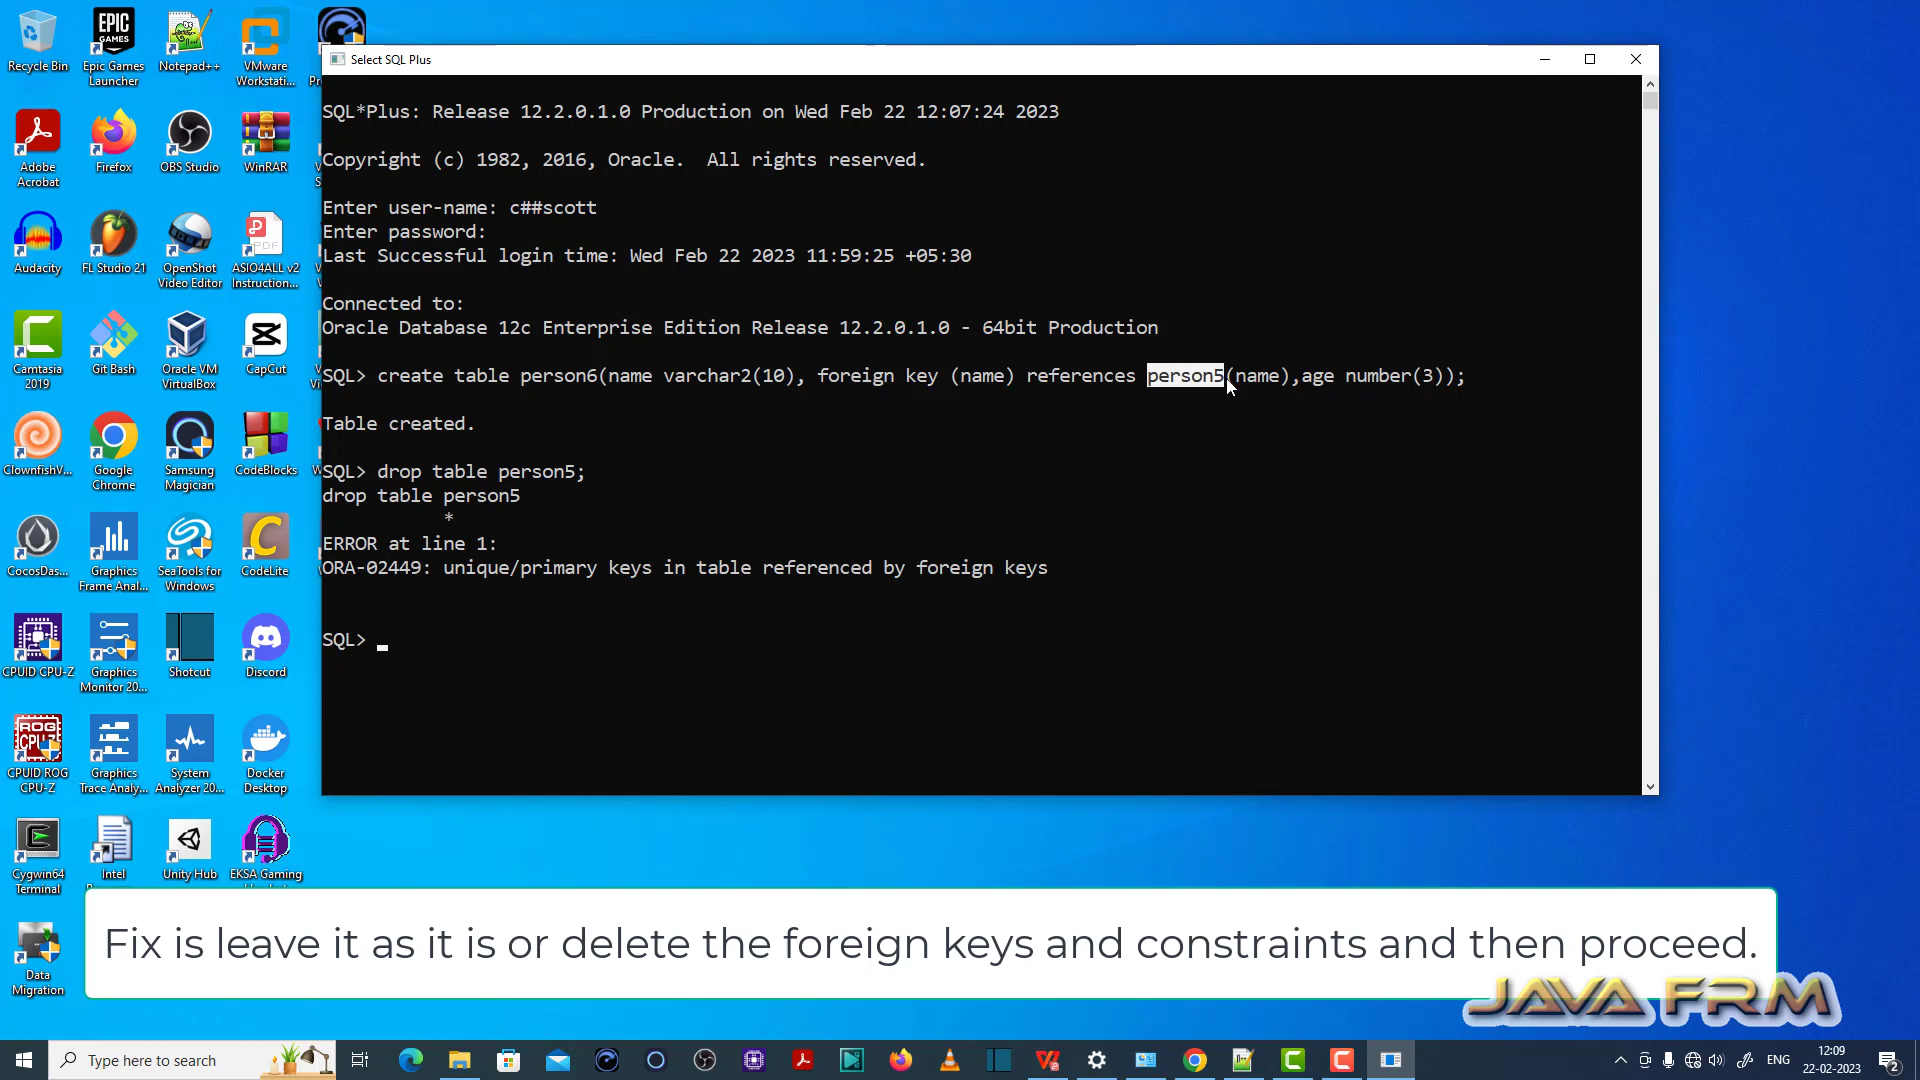 Select SQL Plus
SQL*Plus: Release 12.2.0.1.0 Production on Wed Feb 22 12:07:24 2023
Copyright (c) 1982, 2016, Oracle.  All rights reserved.
Enter user-name: c##scott
Enter password:
Last Successful login time: Wed Feb 22 2023 11:59:25 +05:30
Connected to:
Oracle Database 12c Enterprise Edition Release 12.2.0.1.0 - 64bit Production
SQL> create table person6(name varchar2(10), foreign key (name) references person5(name),age number(3));
Table created.
SQL> drop table person5;
drop table person5
*
ERROR at line 1:
ORA-02449: unique/primary keys in table referenced by foreign keys
SQL>
Recycle Bin
Epic Games
Launcher
Notepad++
VMware
Workstati...
Adobe
Acrobat
Firefox
OBS Studio
WinRAR
Audacity
FL Studio 21
OpenShot
Video Editor
ASIO4ALL v2
Instruction...
Camtasia
2019
Git Bash
Oracle VM
VirtualBox
CapCut
ClownfishV...
Google
Chrome
Samsung
Magician
CodeBlocks
CocosDas...
Graphics
Frame Anal...
SeaTools for
Windows
CodeLite
CPUID CPU-Z
Graphics
Monitor 20...
Shotcut
Discord
CPUID ROG
CPU-Z
Graphics
Trace Analy...
System
Analyzer 20...
Docker
Desktop
Cygwin64
Terminal
Intel
Unity Hub
EKSA Gaming
Data
Migration
Fix is leave it as it is or delete the foreign keys and constraints and then proceed.
JAVA FRM
Type here to search
ENG
12:09
22-02-2023
2